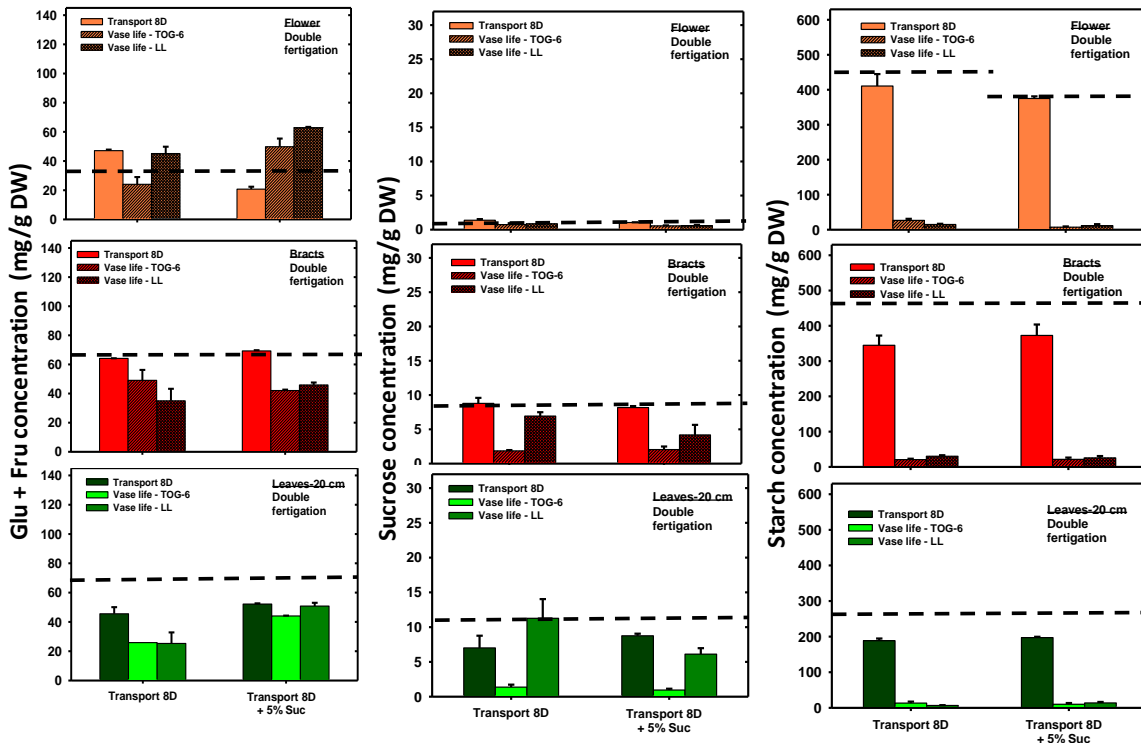 Glu + Fru concentration (mg/g DW)
140
120
100
80
60
40
20
0
Transport 8D
Vase life - TOG-6
Vase life - LL
Flower
Double
fertigation
140
120
100
80
60
40
20
0
Transport 8D
Vase life - TOG-6
Vase life - LL
Bracts
Double
fertigation
140
120
100
80
60
40
20
0
Transport 8D
Vase life - TOG-6
Vase life - LL
Leaves-20 cm
Double
fertigation
Transport 8D
Transport 8D
+ 5% Suc
Sucrose concentration (mg/g DW)
30
25
20
15
10
5
0
Transport 8D
Vase life - TOG-6
Vase life - LL
Flower
Double
fertigation
30
25
20
15
10
5
0
Transport 8D
Vase life - TOG-6
Vase life - LL
Bracts
Double
fertigation
30
25
20
15
10
5
0
Transport 8D
Vase life - TOG-6
Vase life - LL
Leaves-20 cm
Double
fertigation
Transport 8D
Transport 8D
+ 5% Suc
Starch concentration (mg/g DW)
600
500
400
300
200
100
0
Transport 8D
Vase life - TOG-6
Vase life - LL
Flower
Double
fertigation
600
500
400
300
200
100
0
Transport 8D
Vase life - TOG-6
Vase life - LL
Bracts
Double
fertigation
600
500
400
300
200
100
0
Transport 8D
Vase life - TOG-6
Vase life - LL
Leaves-20 cm
Double
fertigation
Transport 8D
Transport 8D
+ 5% Suc